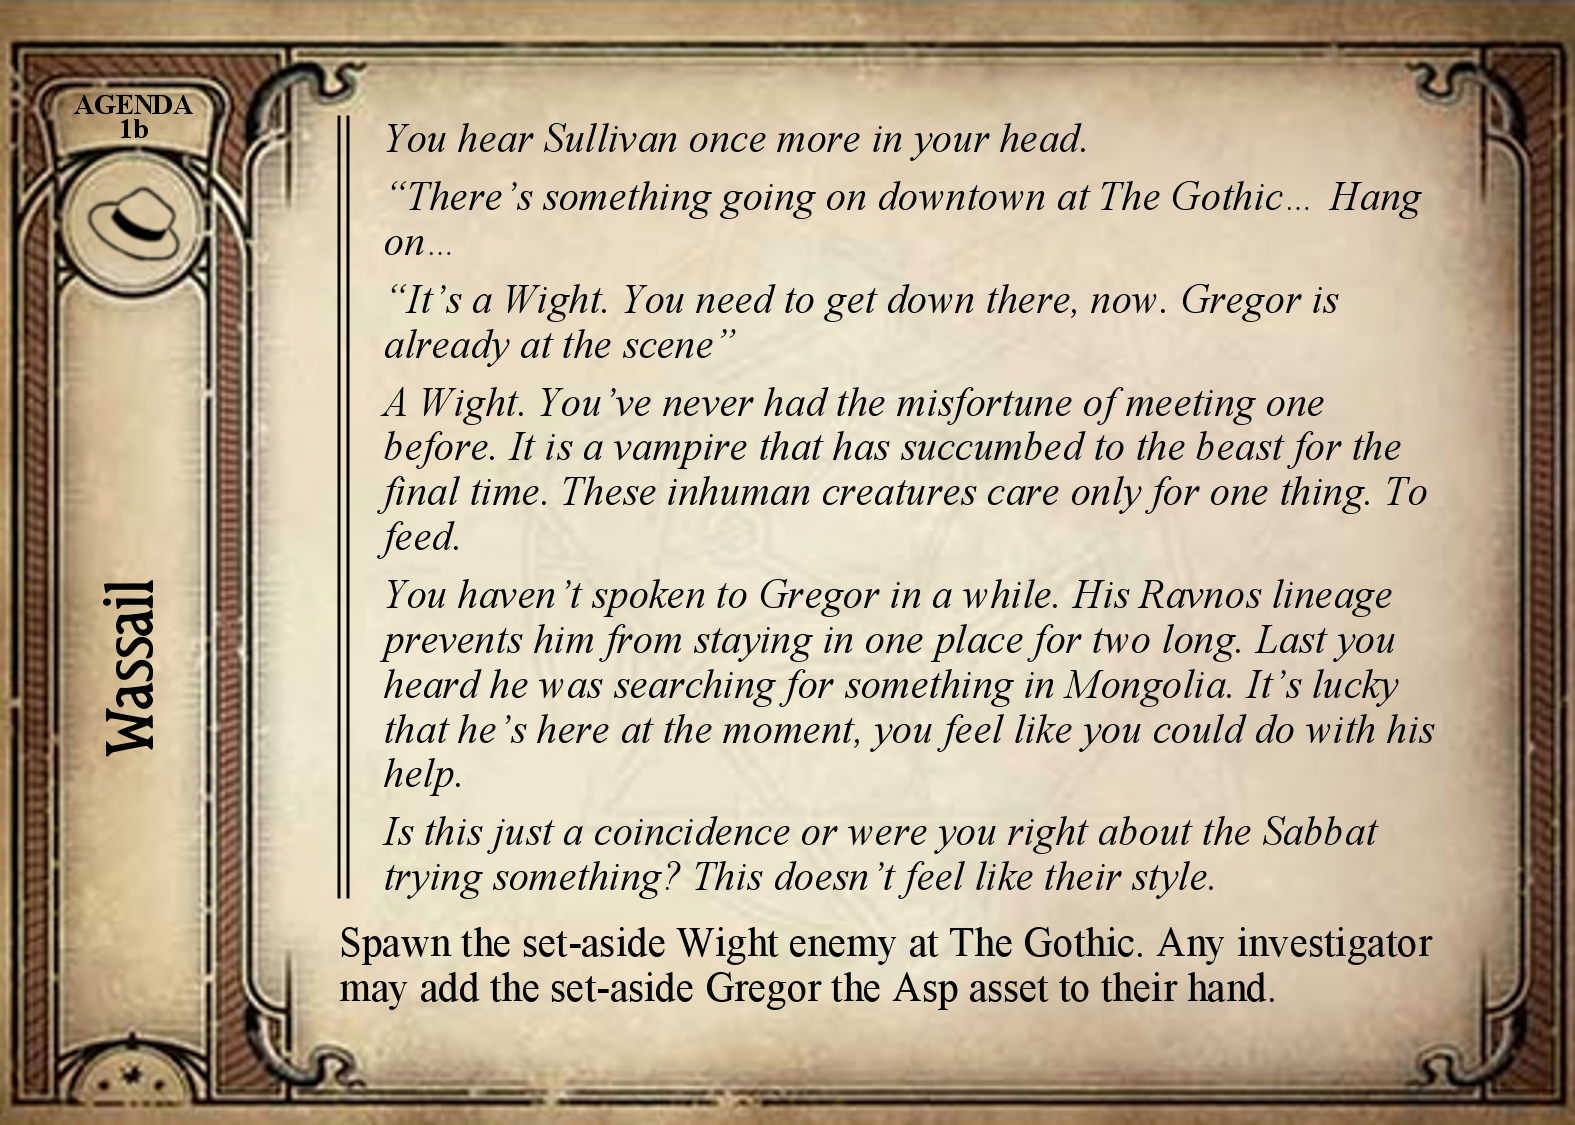 AGENDA
1b
Wassail
You hear Sullivan once more in your head.
“There’s something going on downtown at The Gothic… Hang
on…
“It’s a Wight. You need to get down there, now. Gregor is
already at the scene”
A Wight. You’ve never had the misfortune of meeting one
before. It is a vampire that has succumbed to the beast for the
final time. These inhuman creatures care only for one thing. To
feed.
You haven’t spoken to Gregor in a while. His Ravnos lineage
prevents him from staying in one place for two long. Last you
heard he was searching for something in Mongolia. It’s lucky
that he’s here at the moment, you feel like you could do with his
help.
Is this just a coincidence or were you right about the Sabbat
trying something? This doesn’t feel like their style.
Spawn the set-aside Wight enemy at The Gothic. Any investigator
may add the set-aside Gregor the Asp asset to their hand.